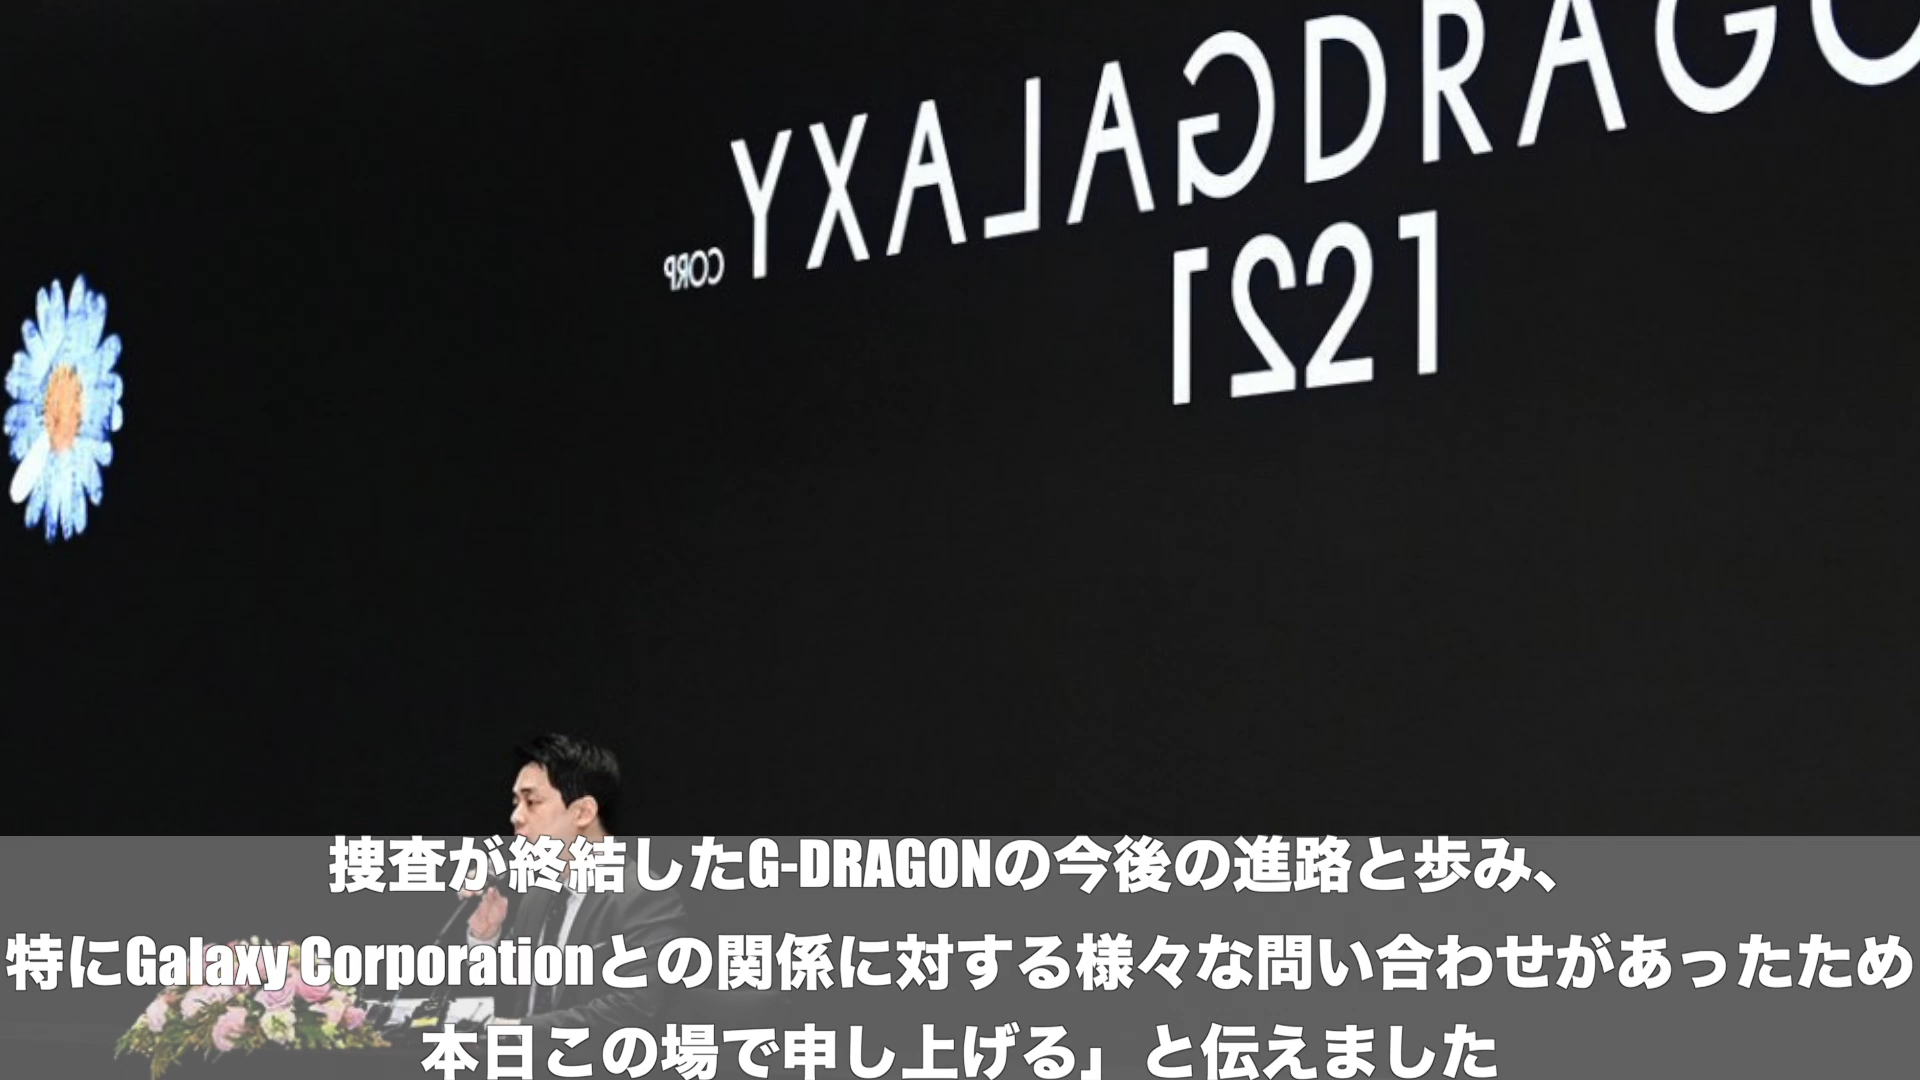 YXALAGDRAGO
CORP
1221
捜査が終結したG-DRAGONの今後の進路と歩み、
特にGalaxy Corporationとの関係に対する様々な問い合わせがあったため
本日この場で申し上げる」と伝えました